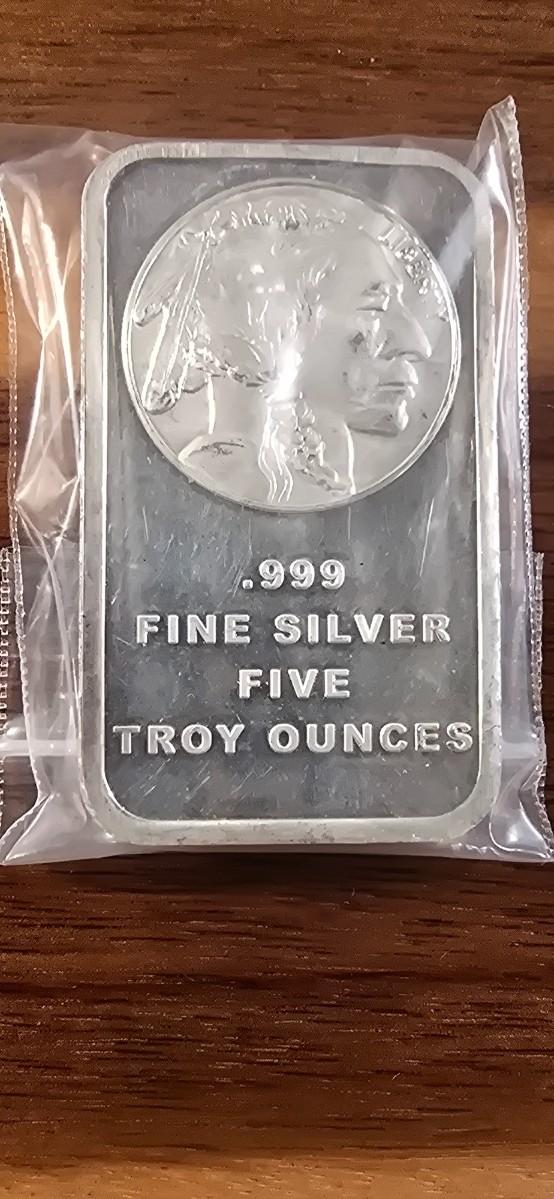 LIBERTY
.999
FINE SILVER
FIVE
TROY OUNCES